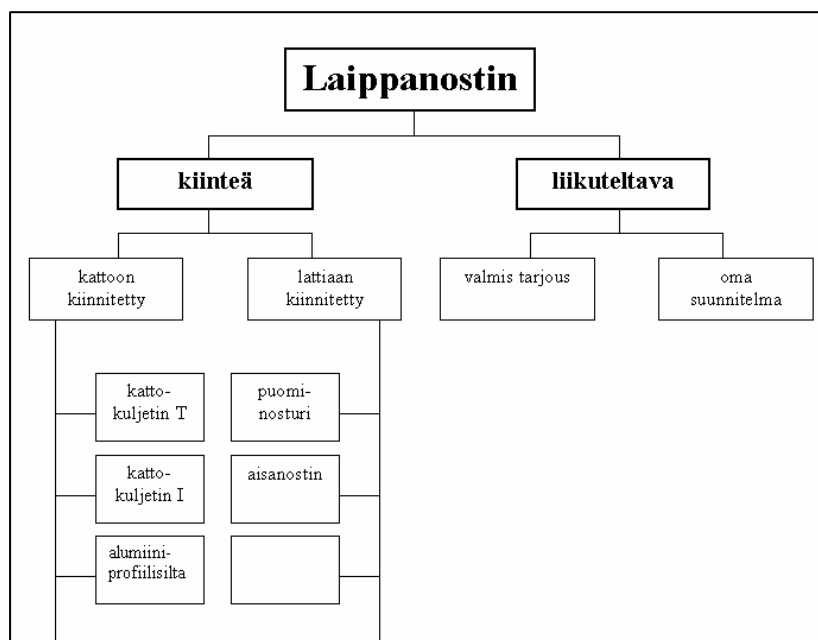 Laippanostin
kiinteä
liikuteltava
kattoon
kiinnitetty
lattiaan
kiinnitetty
valmis tarjous
oma
suunnitelma
katto-
kuljetin T
puomi-
nosturi
katto-
kuljetin I
aisanostin
alumiini-
profiilisilta